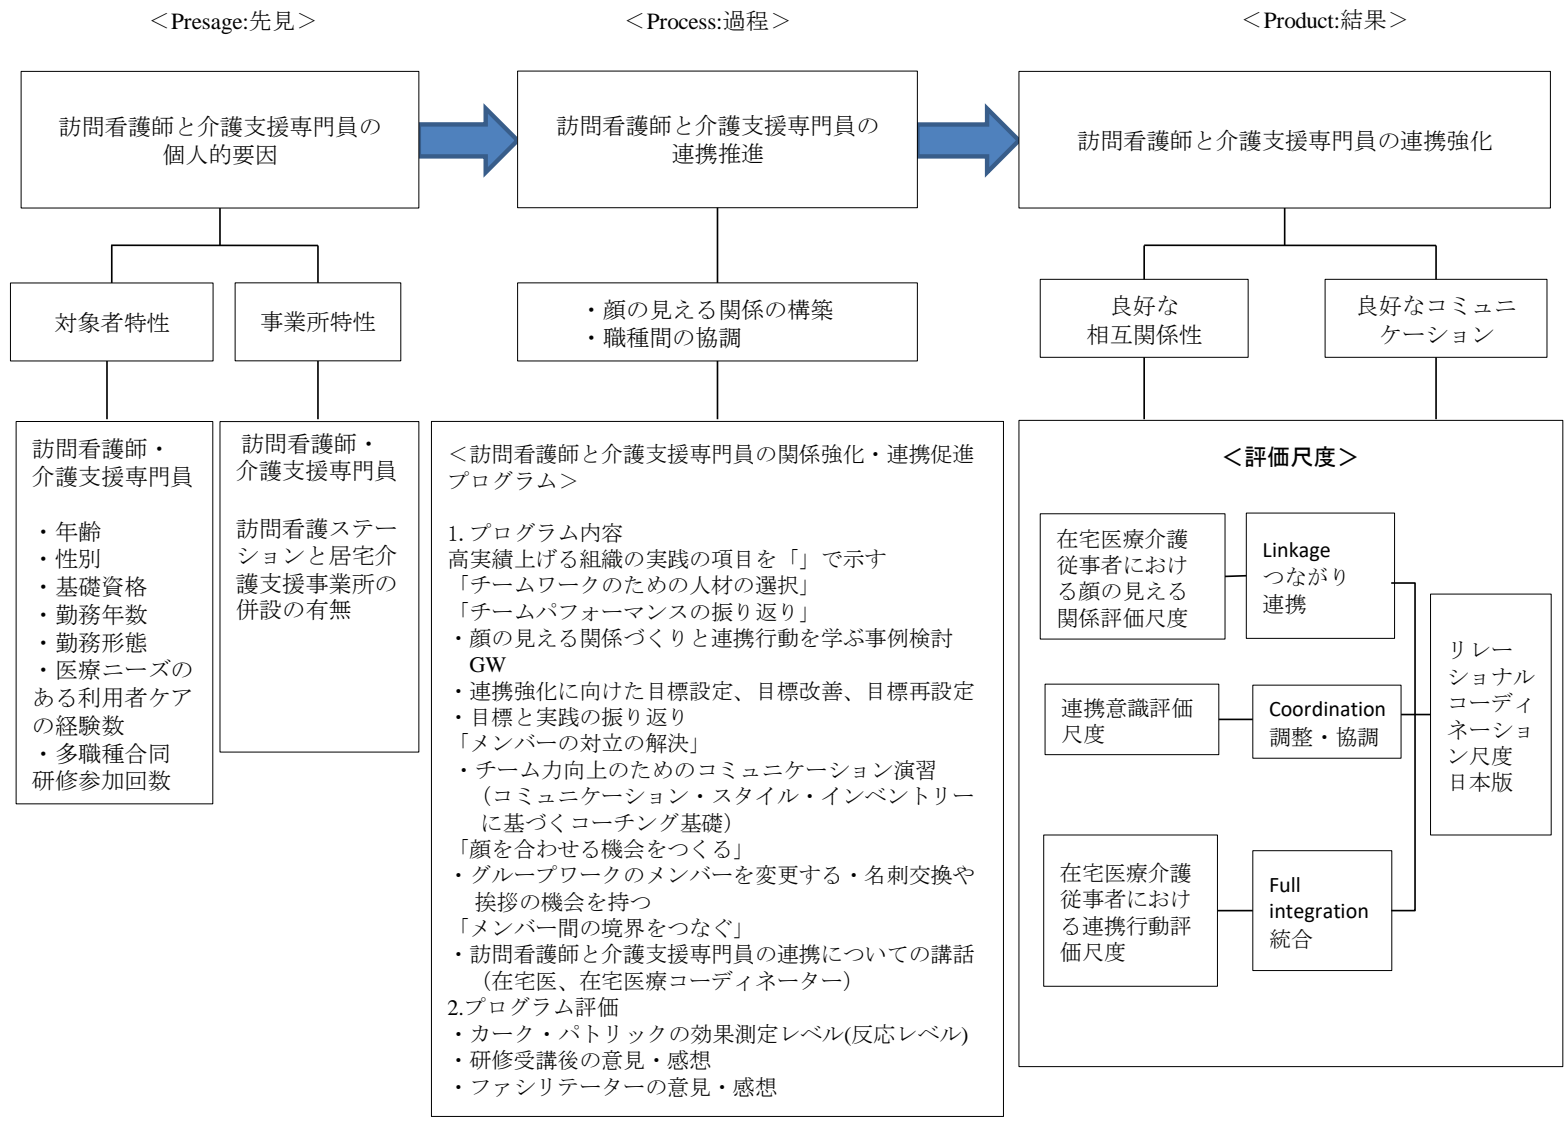 ＜Presage:先見＞
＜Process:過程＞
＜Product:結果＞
訪問看護師と介護支援専門員の
個人的要因
訪問看護師と介護支援専門員の
連携推進
訪問看護師と介護支援専門員の連携強化
対象者特性
事業所特性
・顔の見える関係の構築
・職種間の協調
良好な
相互関係性
良好なコミュニ
ケーション
訪問看護師・
介護支援専門員
・年齢
・性別
・基礎資格
・勤務年数
・勤務形態
・医療ニーズの
ある利用者ケア
の経験数
・多職種合同
研修参加回数
訪問看護師・
介護支援専門員
訪問看護ステー
ションと居宅介
護支援事業所の
併設の有無
＜訪問看護師と介護支援専門員の関係強化・連携促進
プログラム＞
1. プログラム内容
高実績上げる組織の実践の項目を「」で示す
「チームワークのための人材の選択」
「チームパフォーマンスの振り返り」
・顔の見える関係づくりと連携行動を学ぶ事例検討
GW
・連携強化に向けた目標設定、目標改善、目標再設定
・目標と実践の振り返り
「メンバーの対立の解決」
・チーム力向上のためのコミュニケーション演習
（コミュニケーション・スタイル・インベントリー
に基づくコーチング基礎）
「顔を合わせる機会をつくる」
・グループワークのメンバーを変更する・名刺交換や
挨拶の機会を持つ
「メンバー間の境界をつなぐ」
・訪問看護師と介護支援専門員の連携についての講話
（在宅医、在宅医療コーディネーター）
2.プログラム評価
・カーク・パトリックの効果測定レベル(反応レベル)
・研修受講後の意見・感想
・ファシリテーターの意見・感想
＜評価尺度＞
在宅医療介護
従事者におけ
る顔の見える
関係評価尺度
Linkage
つながり
連携
連携意識評価
尺度
Coordination
調整・協調
在宅医療介護
従事者におけ
る連携行動評
価尺度
Full
integration
統合
リレー
ショナル
コーディ
ネーショ
ン尺度
日本版